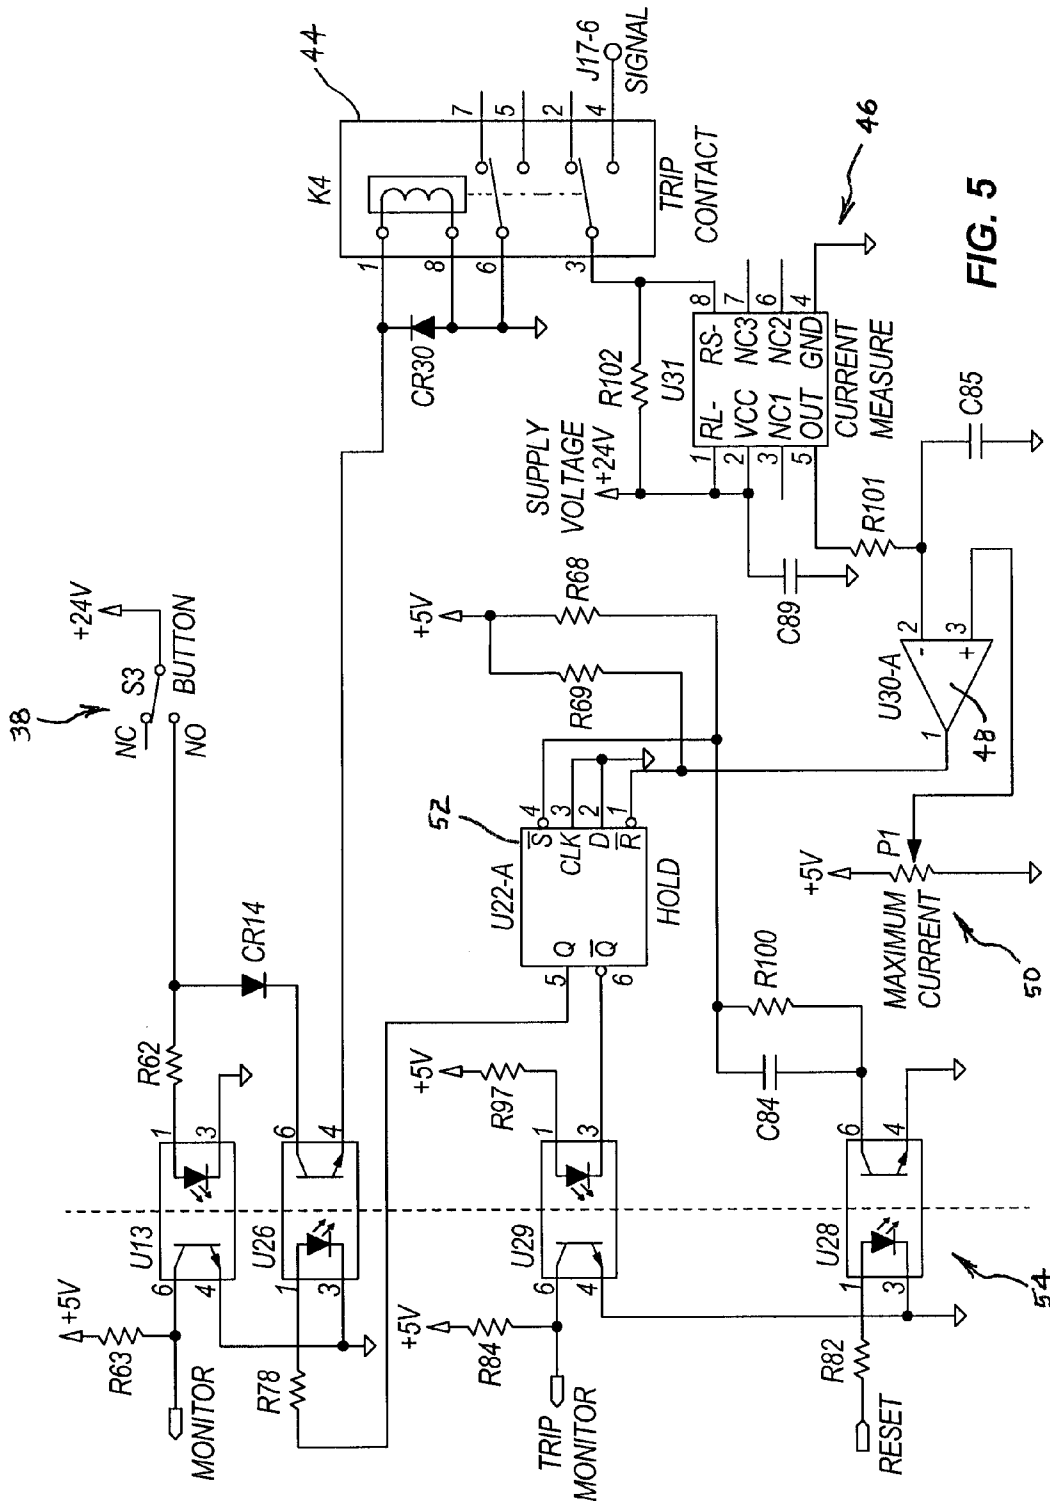 38
+24V
S3
NC
NO
BUTTON
44
K4
7
5
2
4
J17-6
SIGNAL
TRIP
CONTACT
1
8
6
3
CR30
R102
SUPPLY
VOLTAGE
+24V
U31
8
7
6
4
RS-
NC3
NC2
GND
RL-
VCC
NC1
OUT
1
2
3
5
CURRENT
MEASURE
46
C89
R101
C85
FIG. 5
R62
CR14
+5V
R68
R69
52
U22-A
4
3
2
1
S
CLK
D
R
Q
Q
5
6
HOLD
U30-A
2
3
-
+
1
48
+5V
P1
MAXIMUM
CURRENT
50
+5V
R97
R100
C84
U13
1
3
6
4
+5V
R63
MONITOR
U26
6
4
1
3
R78
U29
1
3
6
4
+5V
R84
TRIP
MONITOR
U28
6
4
1
3
R82
RESET
54